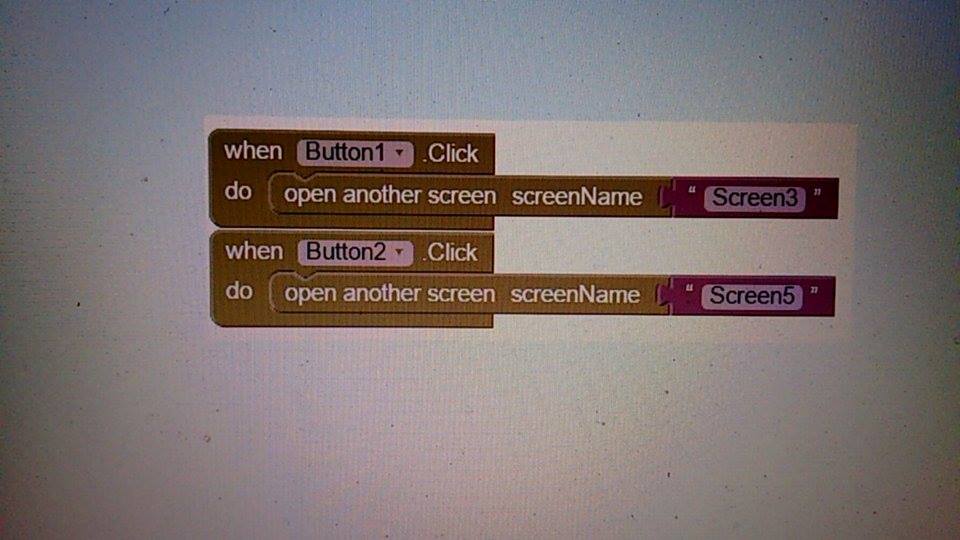 when Button1 .Click
do open another screen screenName “ Screen3 ”
when Button2 .Click
do open another screen screenName “ Screen5 ”